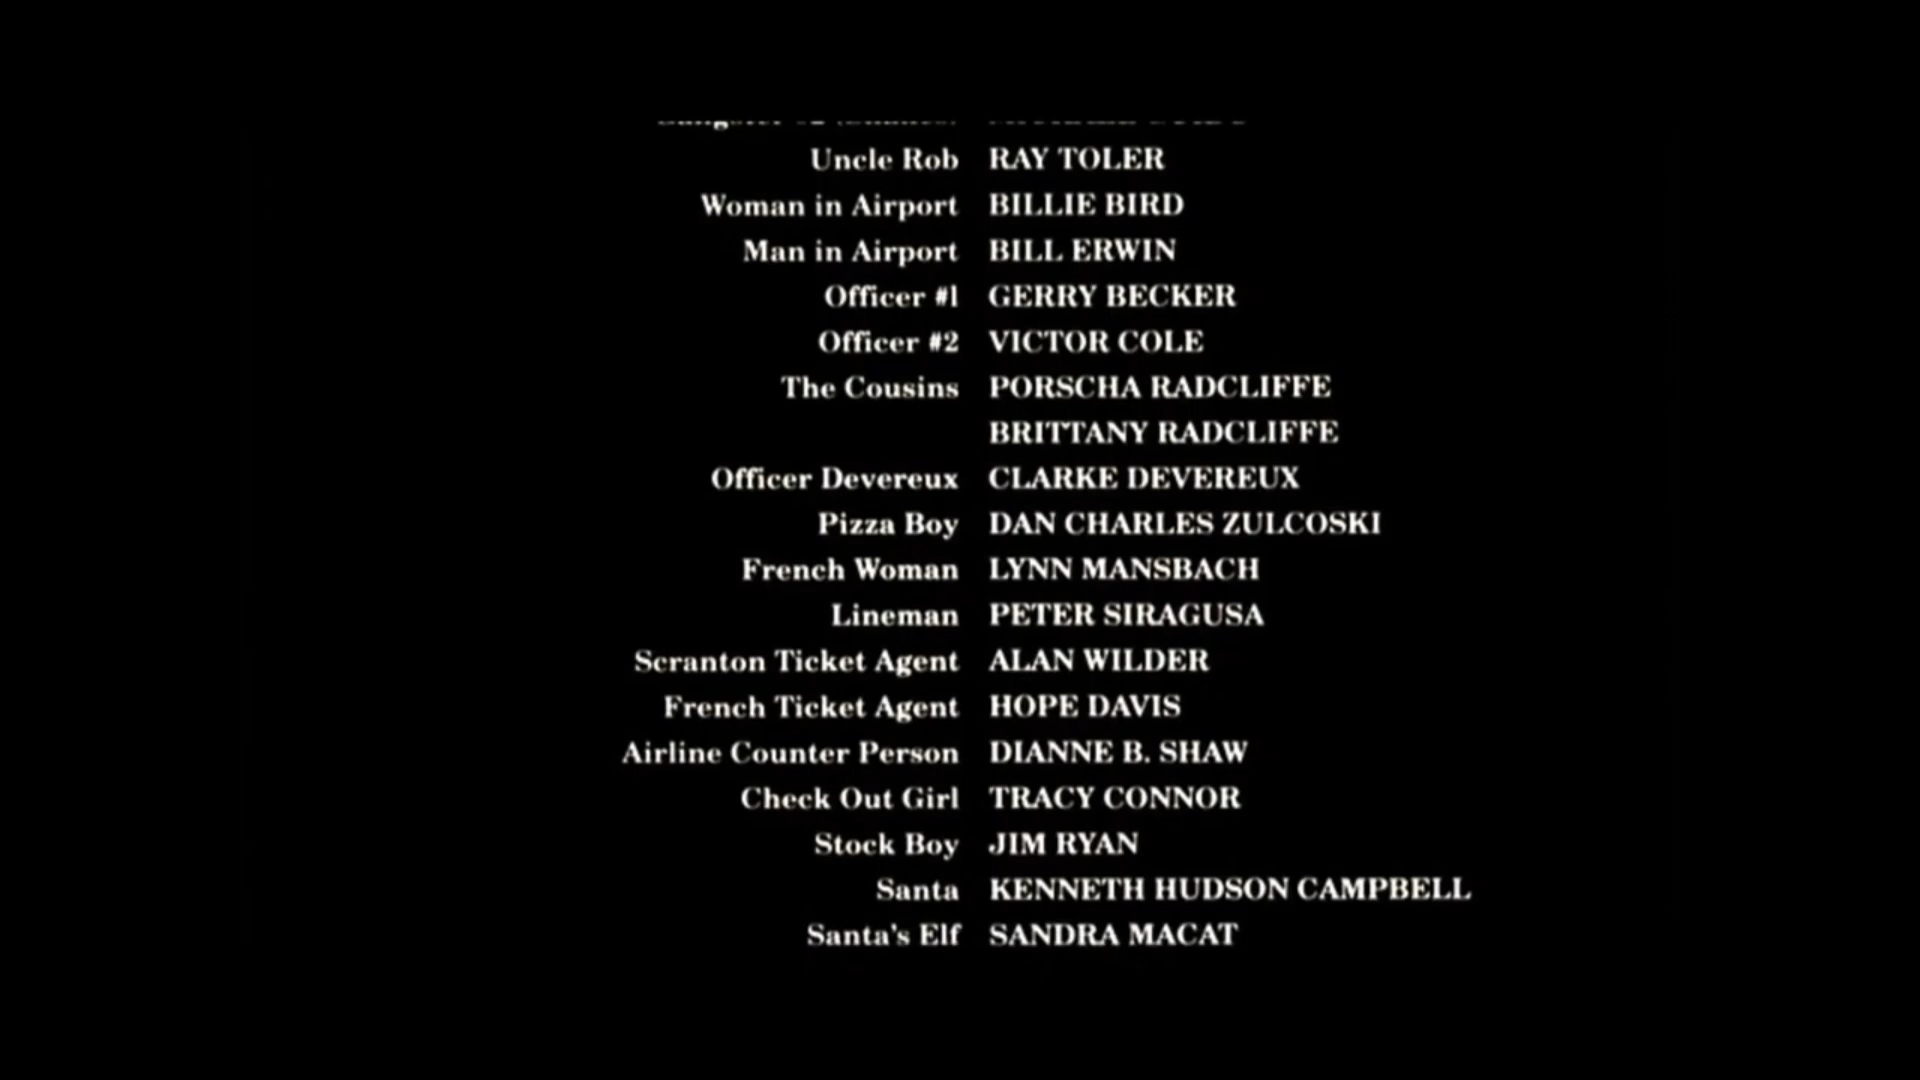 Uncle Rob RAY TOLER
Woman in Airport BILLIE BIRD
Man in Airport BILL ERWIN
Officer #1 GERRY BECKER
Officer #2 VICTOR COLE
The Cousins PORSCHA RADCLIFFE
BRITTANY RADCLIFFE
Officer Devereux CLARKE DEVEREUX
Pizza Boy DAN CHARLES ZULCOSKI
French Woman LYNN MANSBACH
Lineman PETER SIRAGUSA
Scranton Ticket Agent ALAN WILDER
French Ticket Agent HOPE DAVIS
Airline Counter Person DIANNE B. SHAW
Check Out Girl TRACY CONNOR
Stock Boy JIM RYAN
Santa KENNETH HUDSON CAMPBELL
Santa's Elf SANDRA MACAT